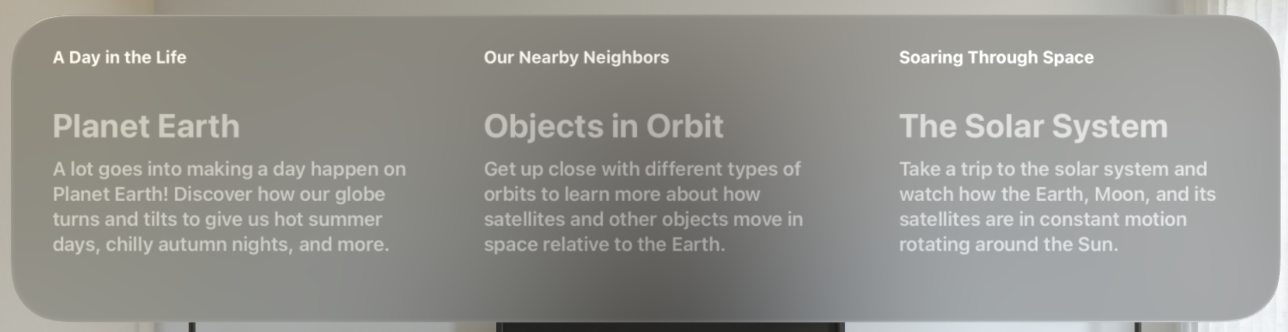 A Day in the Life
Planet Earth
A lot goes into making a day happen on
Planet Earth! Discover how our globe
turns and tilts to give us hot summer
days, chilly autumn nights, and more.
Our Nearby Neighbors
Objects in Orbit
Get up close with different types of
orbits to learn more about how
satellites and other objects move in
space relative to the Earth.
Soaring Through Space
The Solar System
Take a trip to the solar system and
watch how the Earth, Moon, and its
satellites are in constant motion
rotating around the Sun.